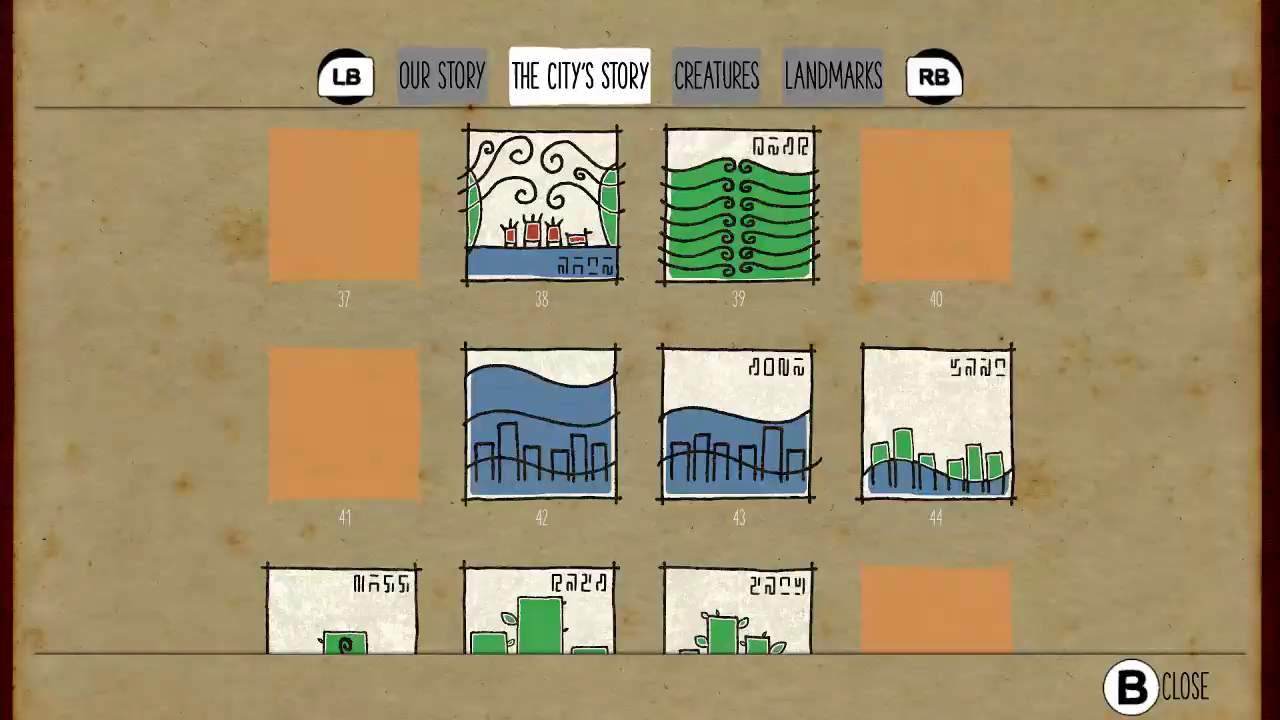 LB OUR STORY THE CITY'S STORY CREATURES LANDMARKS RB
37 38 39 40
41 42 43 44
B CLOSE